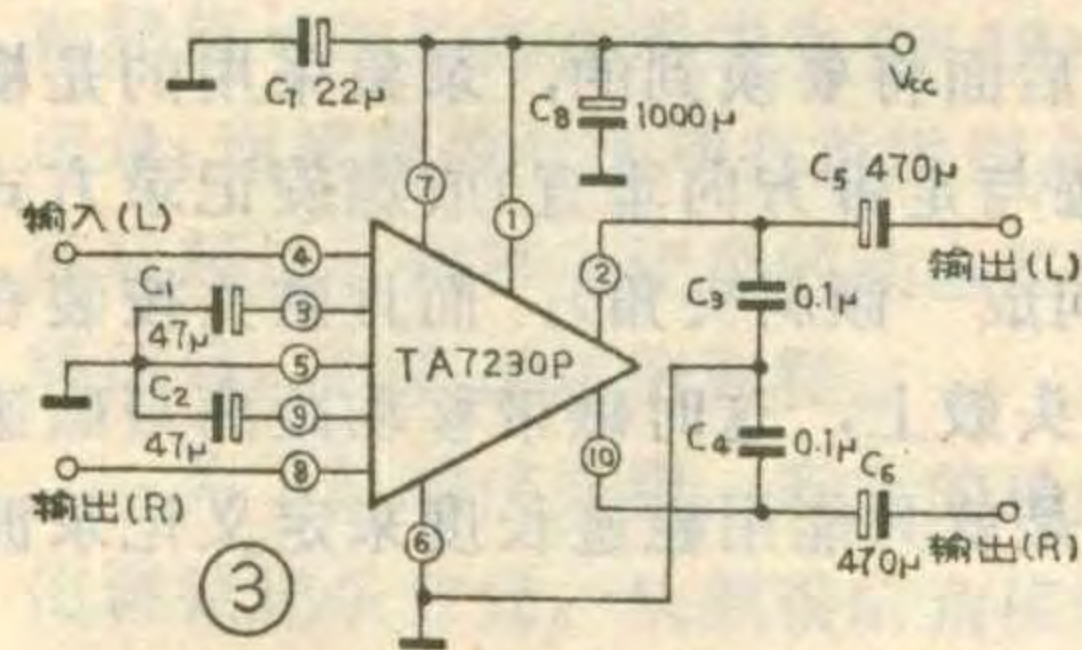 C7 22μ
Vcc
C8 1000μ
C5 470μ
⑦
①
输入(L)
④
②
输出(L)
C1
③
C3 0.1μ
47μ
⑤
TA7230P
C2
⑨
47μ
⑩
C4 0.1μ
C6
⑧
输出(R)
⑥
470μ
输出(R)
③